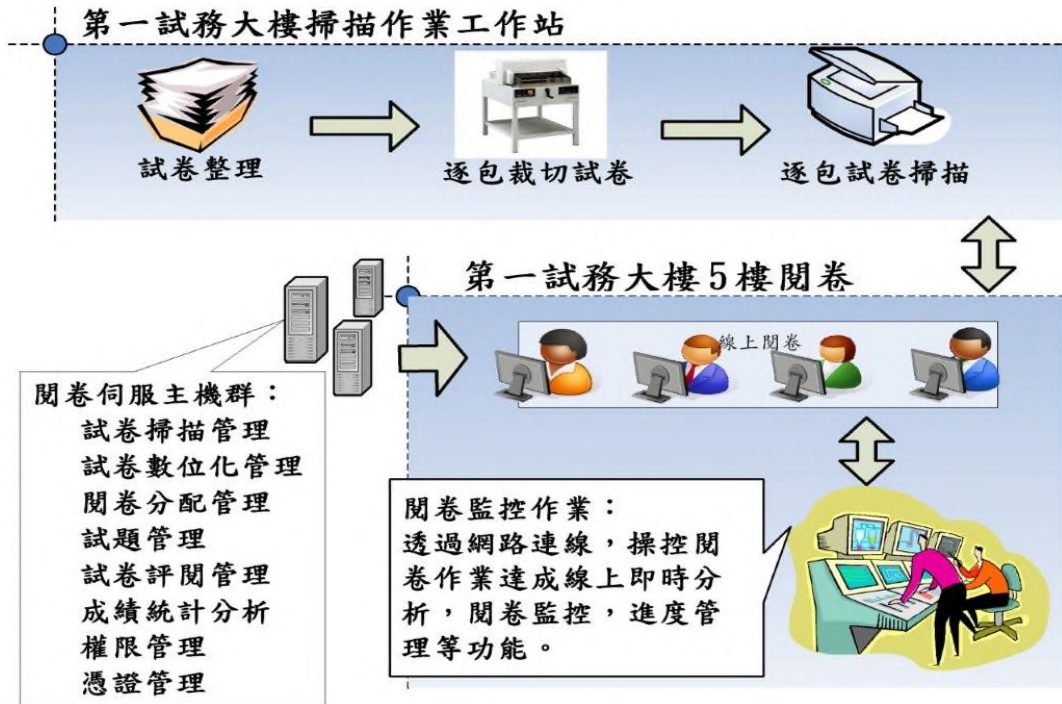 第一試務大樓掃描作業工作站
試卷整理
逐包裁切試卷
逐包試卷掃描
第一試務大樓5樓閱卷
線上閱卷
閱卷伺服主機群：
試卷掃描管理
試卷數位化管理
閱卷分配管理
試題管理
試卷評閱管理
成績統計分析
權限管理
憑證管理
閱卷監控作業：
透過網路連線，操控閱
卷作業達成線上即時分
析，閱卷監控，進度管
理等功能。